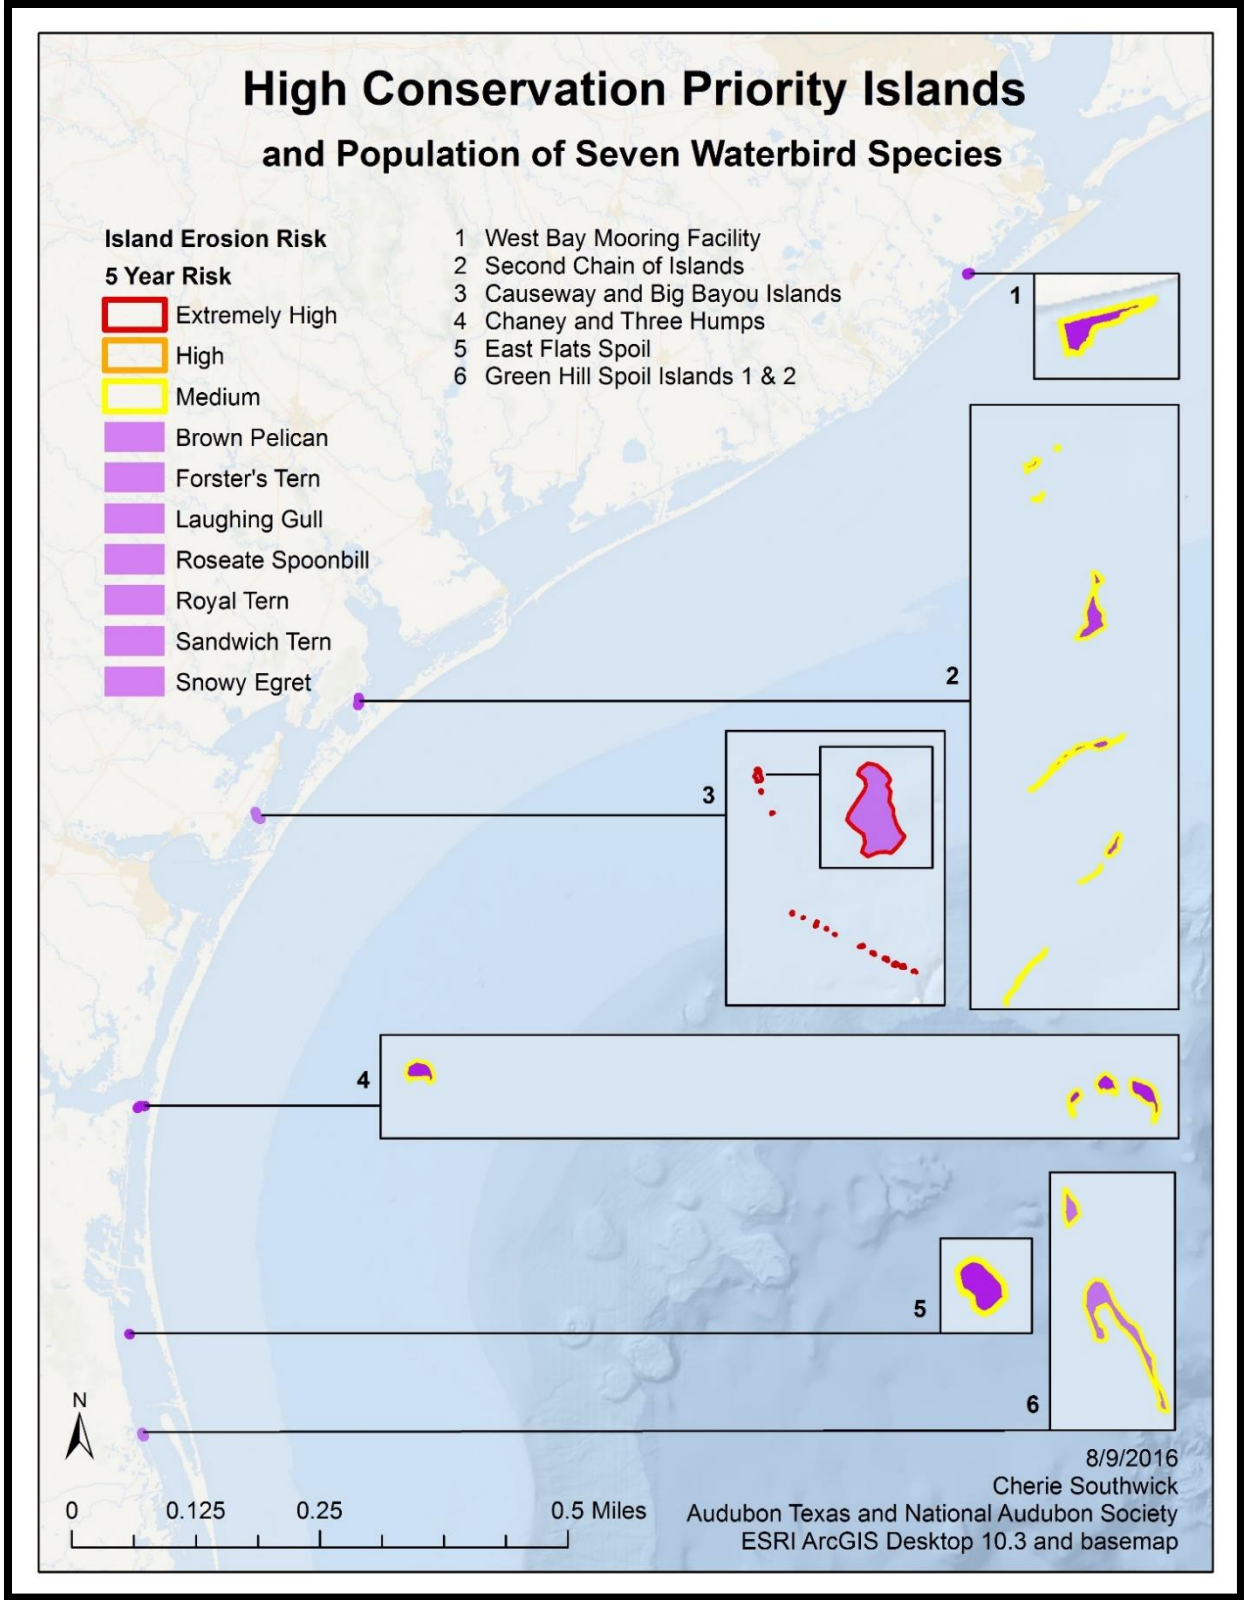 High Conservation Priority Islands
and Population of Seven Waterbird Species
Island Erosion Risk
5 Year Risk
Extremely High
High
Medium
Brown Pelican
Forster's Tern
Laughing Gull
Roseate Spoonbill
Royal Tern
Sandwich Tern
Snowy Egret
1 West Bay Mooring Facility
2 Second Chain of Islands
3 Causeway and Big Bayou Islands
4 Chaney and Three Humps
5 East Flats Spoil
6 Green Hill Spoil Islands 1 & 2
1
2
3
4
5
6
N
0 0.125 0.25 0.5 Miles
8/9/2016
Cherie Southwick
Audubon Texas and National Audubon Society
ESRI ArcGIS Desktop 10.3 and basemap